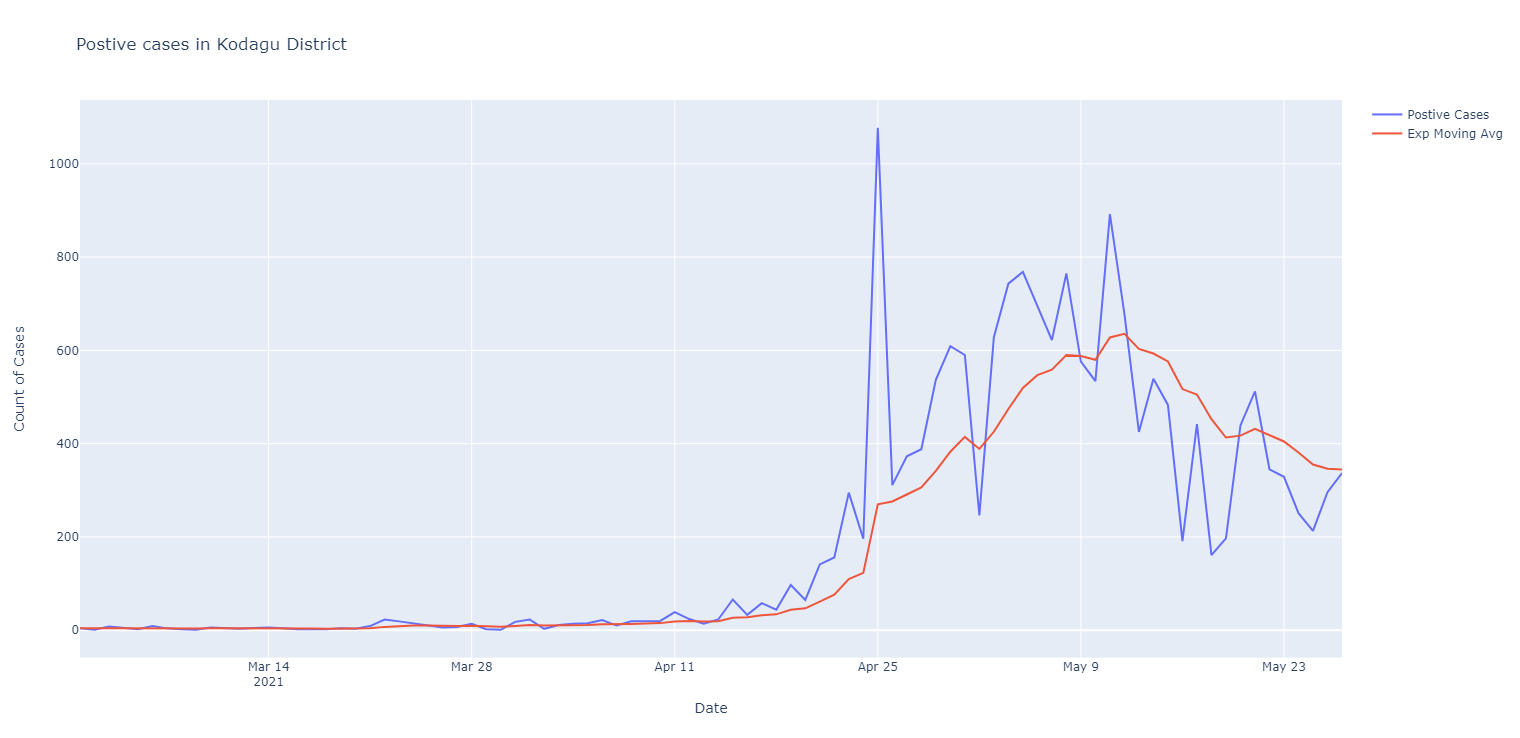 Postive cases in Kodagu District
Postive Cases
Exp Moving Avg
1000
800
600
400
200
0
Count of Cases
Mar 14
2021
Mar 28
Apr 11
Apr 25
May 9
May 23
Date